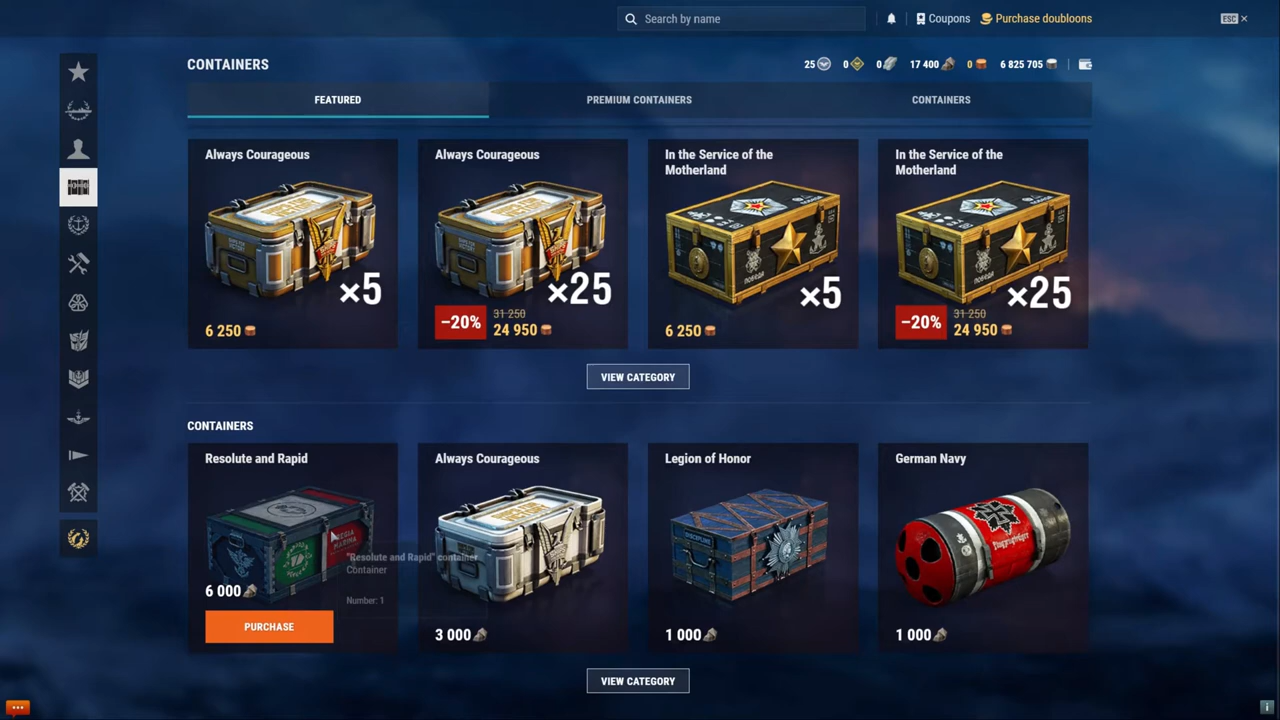 Search by name
Coupons
Purchase doubloons
ESC ×
CONTAINERS
25
0
0
17 400
0
6 825 705
FEATURED
PREMIUM CONTAINERS
CONTAINERS
Always Courageous
×5
6 250
Always Courageous
×25
-20%
31 250
24 950
In the Service of the
Motherland
×5
6 250
In the Service of the
Motherland
×25
-20%
31 250
24 950
VIEW CATEGORY
CONTAINERS
Resolute and Rapid
REGIA
MARINA
"Resolute and Rapid" container
Container
Number: 1
6 000
PURCHASE
Always Courageous
3 000
Legion of Honor
DISCIPLINE
1 000
German Navy
1 000
VIEW CATEGORY